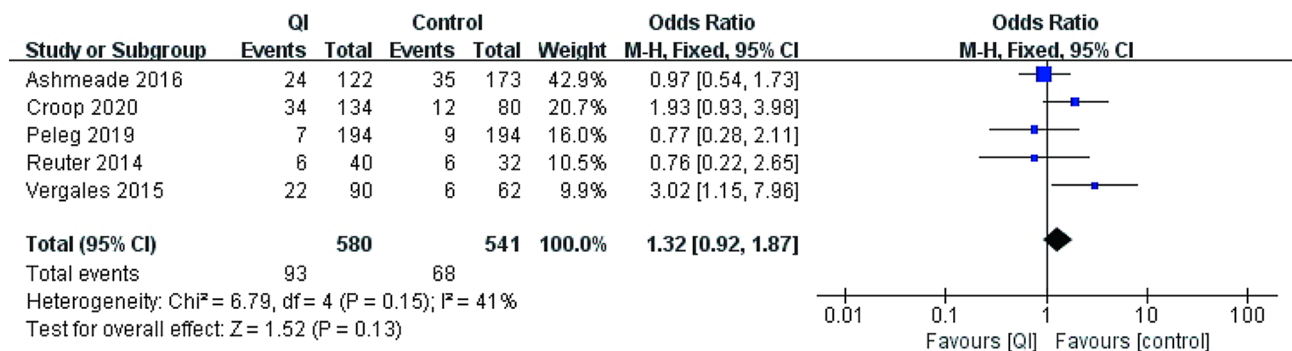 QI Control Odds Ratio Odds Ratio
Study or Subgroup Events Total Events Total Weight M-H, Fixed, 95% CI M-H, Fixed, 95% CI
Ashmeade 2016 24 122 35 173 42.9% 0.97 [0.54, 1.73]
Croop 2020 34 134 12 80 20.7% 1.93 [0.93, 3.98]
Peleg 2019 7 194 9 194 16.0% 0.77 [0.28, 2.11]
Reuter 2014 6 40 6 32 10.5% 0.76 [0.22, 2.65]
Vergales 2015 22 90 6 62 9.9% 3.02 [1.15, 7.96]
Total (95% CI) 580 541 100.0% 1.32 [0.92, 1.87]
Total events 93 68
Heterogeneity: Chi² = 6.79, df = 4 (P = 0.15); I² = 41%
Test for overall effect: Z = 1.52 (P = 0.13)
0.01 0.1 1 10 100
Favours [QI] Favours [control]